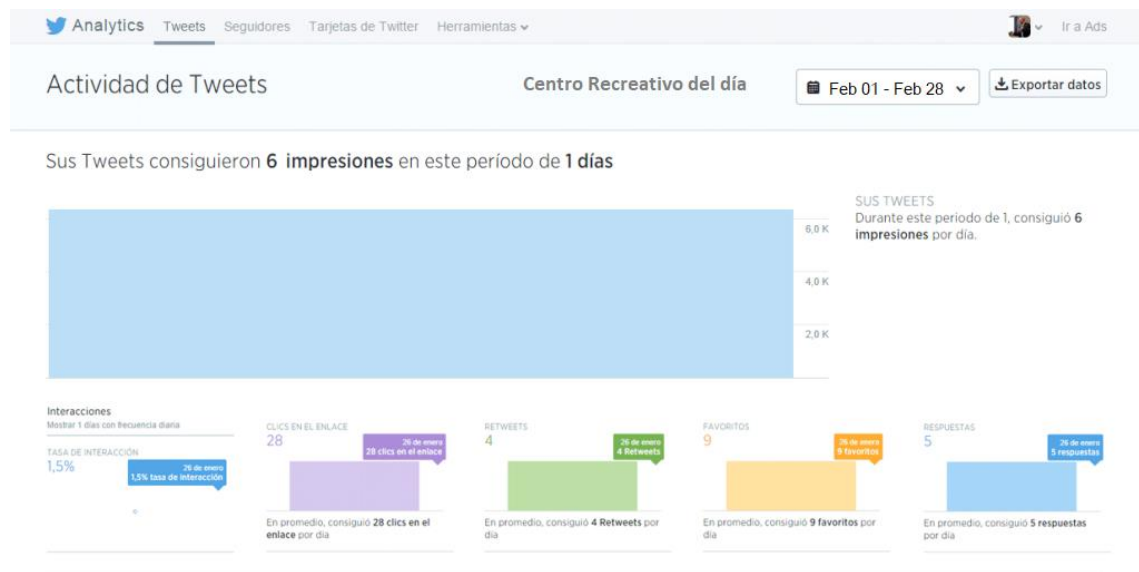 Analytics Tweets Seguidores Tarjetas de Twitter Herramientas Ir a Ads
Actividad de Tweets Centro Recreativo del día Feb 01 - Feb 28 Exportar datos
Sus Tweets consiguieron 6 impresiones en este período de 1 días
6,0 K
4,0 K
2,0 K
SUS TWEETS
Durante este periodo de 1, consiguió 6
impresiones por día.
Interacciones
Mostrar 1 días con frecuencia diaria
TASA DE INTERACCIÓN
1,5%
26 de enero
1,5% tasa de interacción
CLICS EN EL ENLACE
28
26 de enero
28 clics en el enlace
En promedio, consiguió 28 clics en el
enlace por día
RETWEETS
4
26 de enero
4 Retweets
En promedio, consiguió 4 Retweets por
día
FAVORITOS
9
26 de enero
9 favoritos
En promedio, consiguió 9 favoritos por
día
RESPUESTAS
5
26 de enero
5 respuestas
En promedio, consiguió 5 respuestas
por día